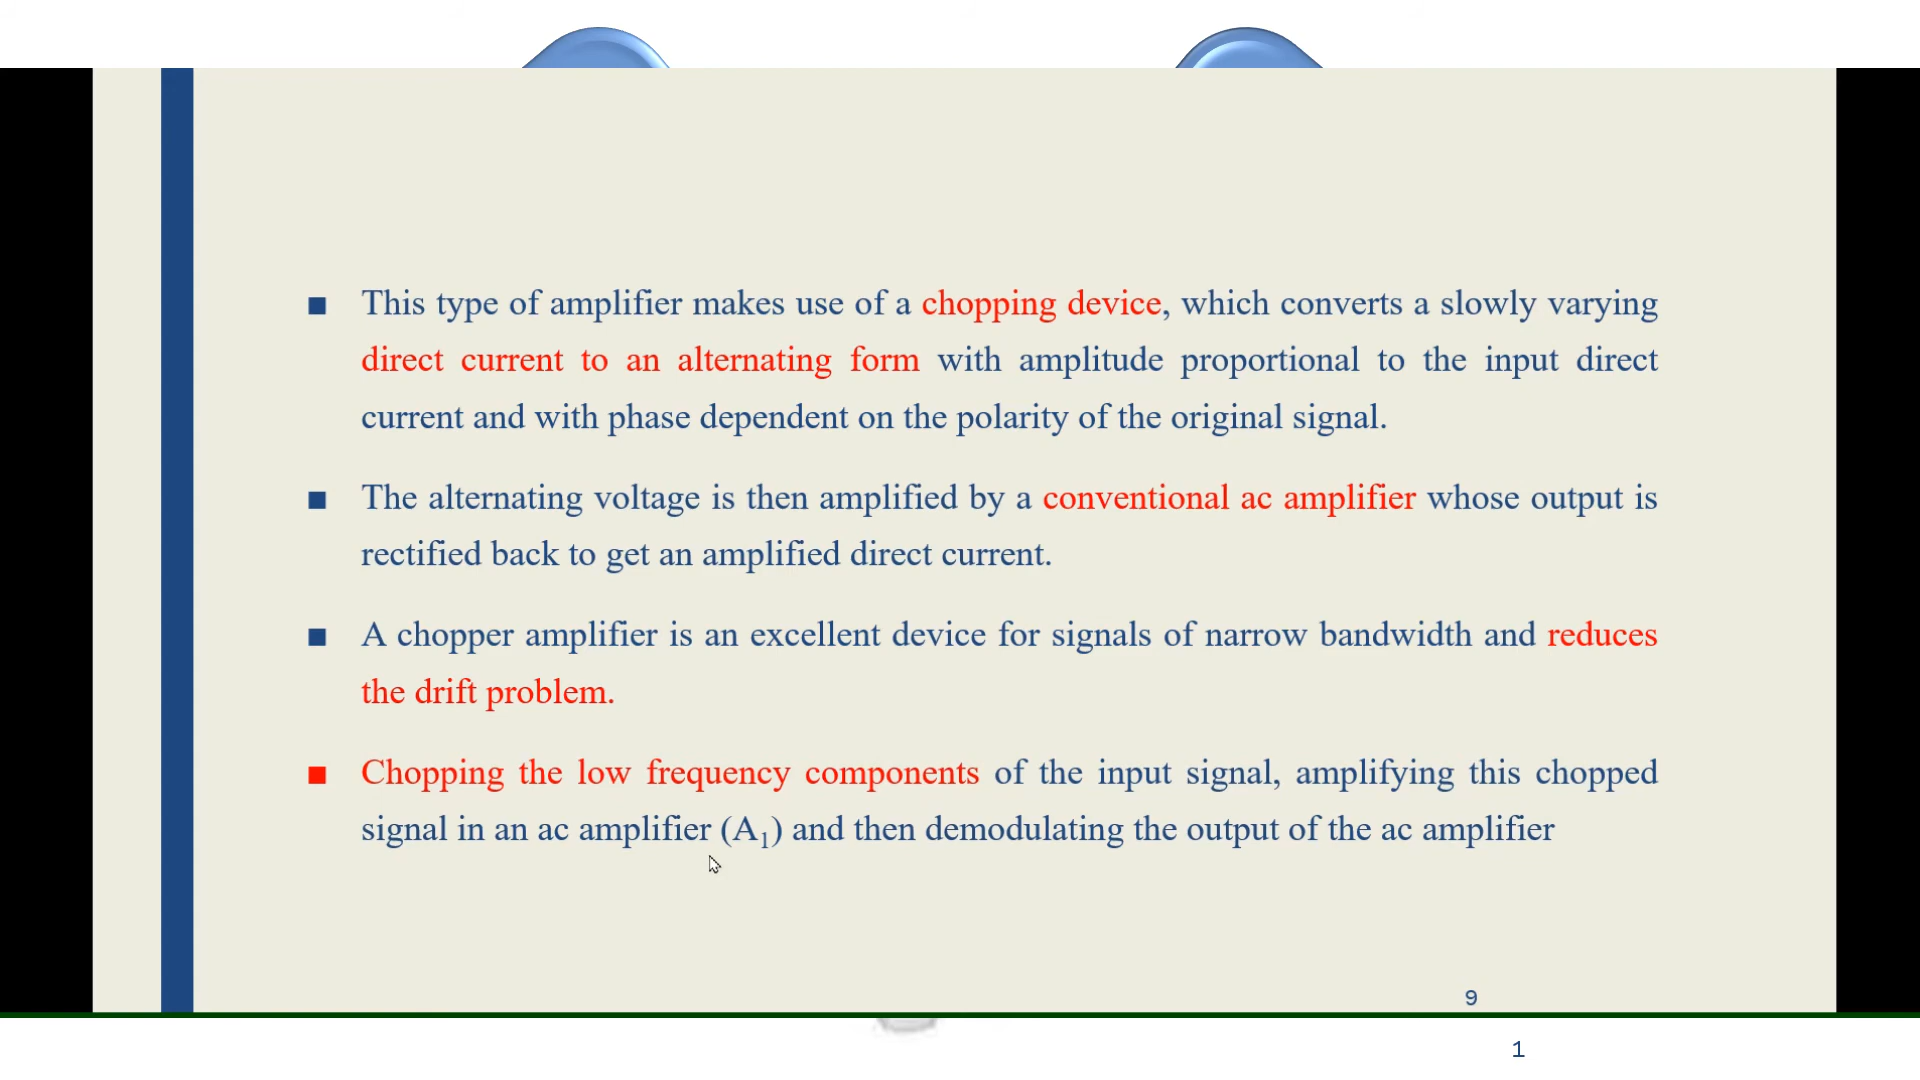 ■ This type of amplifier makes use of a chopping device, which converts a slowly varying
direct current to an alternating form with amplitude proportional to the input direct
current and with phase dependent on the polarity of the original signal.
■ The alternating voltage is then amplified by a conventional ac amplifier whose output is
rectified back to get an amplified direct current.
■ A chopper amplifier is an excellent device for signals of narrow bandwidth and reduces
the drift problem.
■ Chopping the low frequency components of the input signal, amplifying this chopped
signal in an ac amplifier (A₁) and then demodulating the output of the ac amplifier
9
1